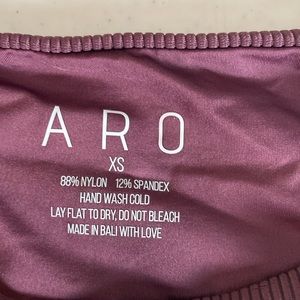 ARO
XS
88% NYLON 12% SPANDEX
HAND WASH COLD
LAY FLAT TO DRY, DO NOT BLEACH
MADE IN BALI WITH LOVE